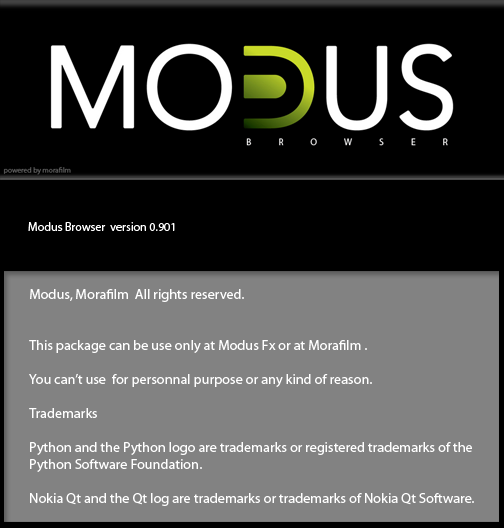 MODUS
BROWSER
powered by morafilm
Modus Browser version 0.901
Modus, Morafilm All rights reserved.
This package can be use only at Modus Fx or at Morafilm .
You can't use for personnal purpose or any kind of reason.
Trademarks
Python and the Python logo are trademarks or registered trademarks of the
Python Software Foundation.
Nokia Qt and the Qt log are trademarks or trademarks of Nokia Qt Software.